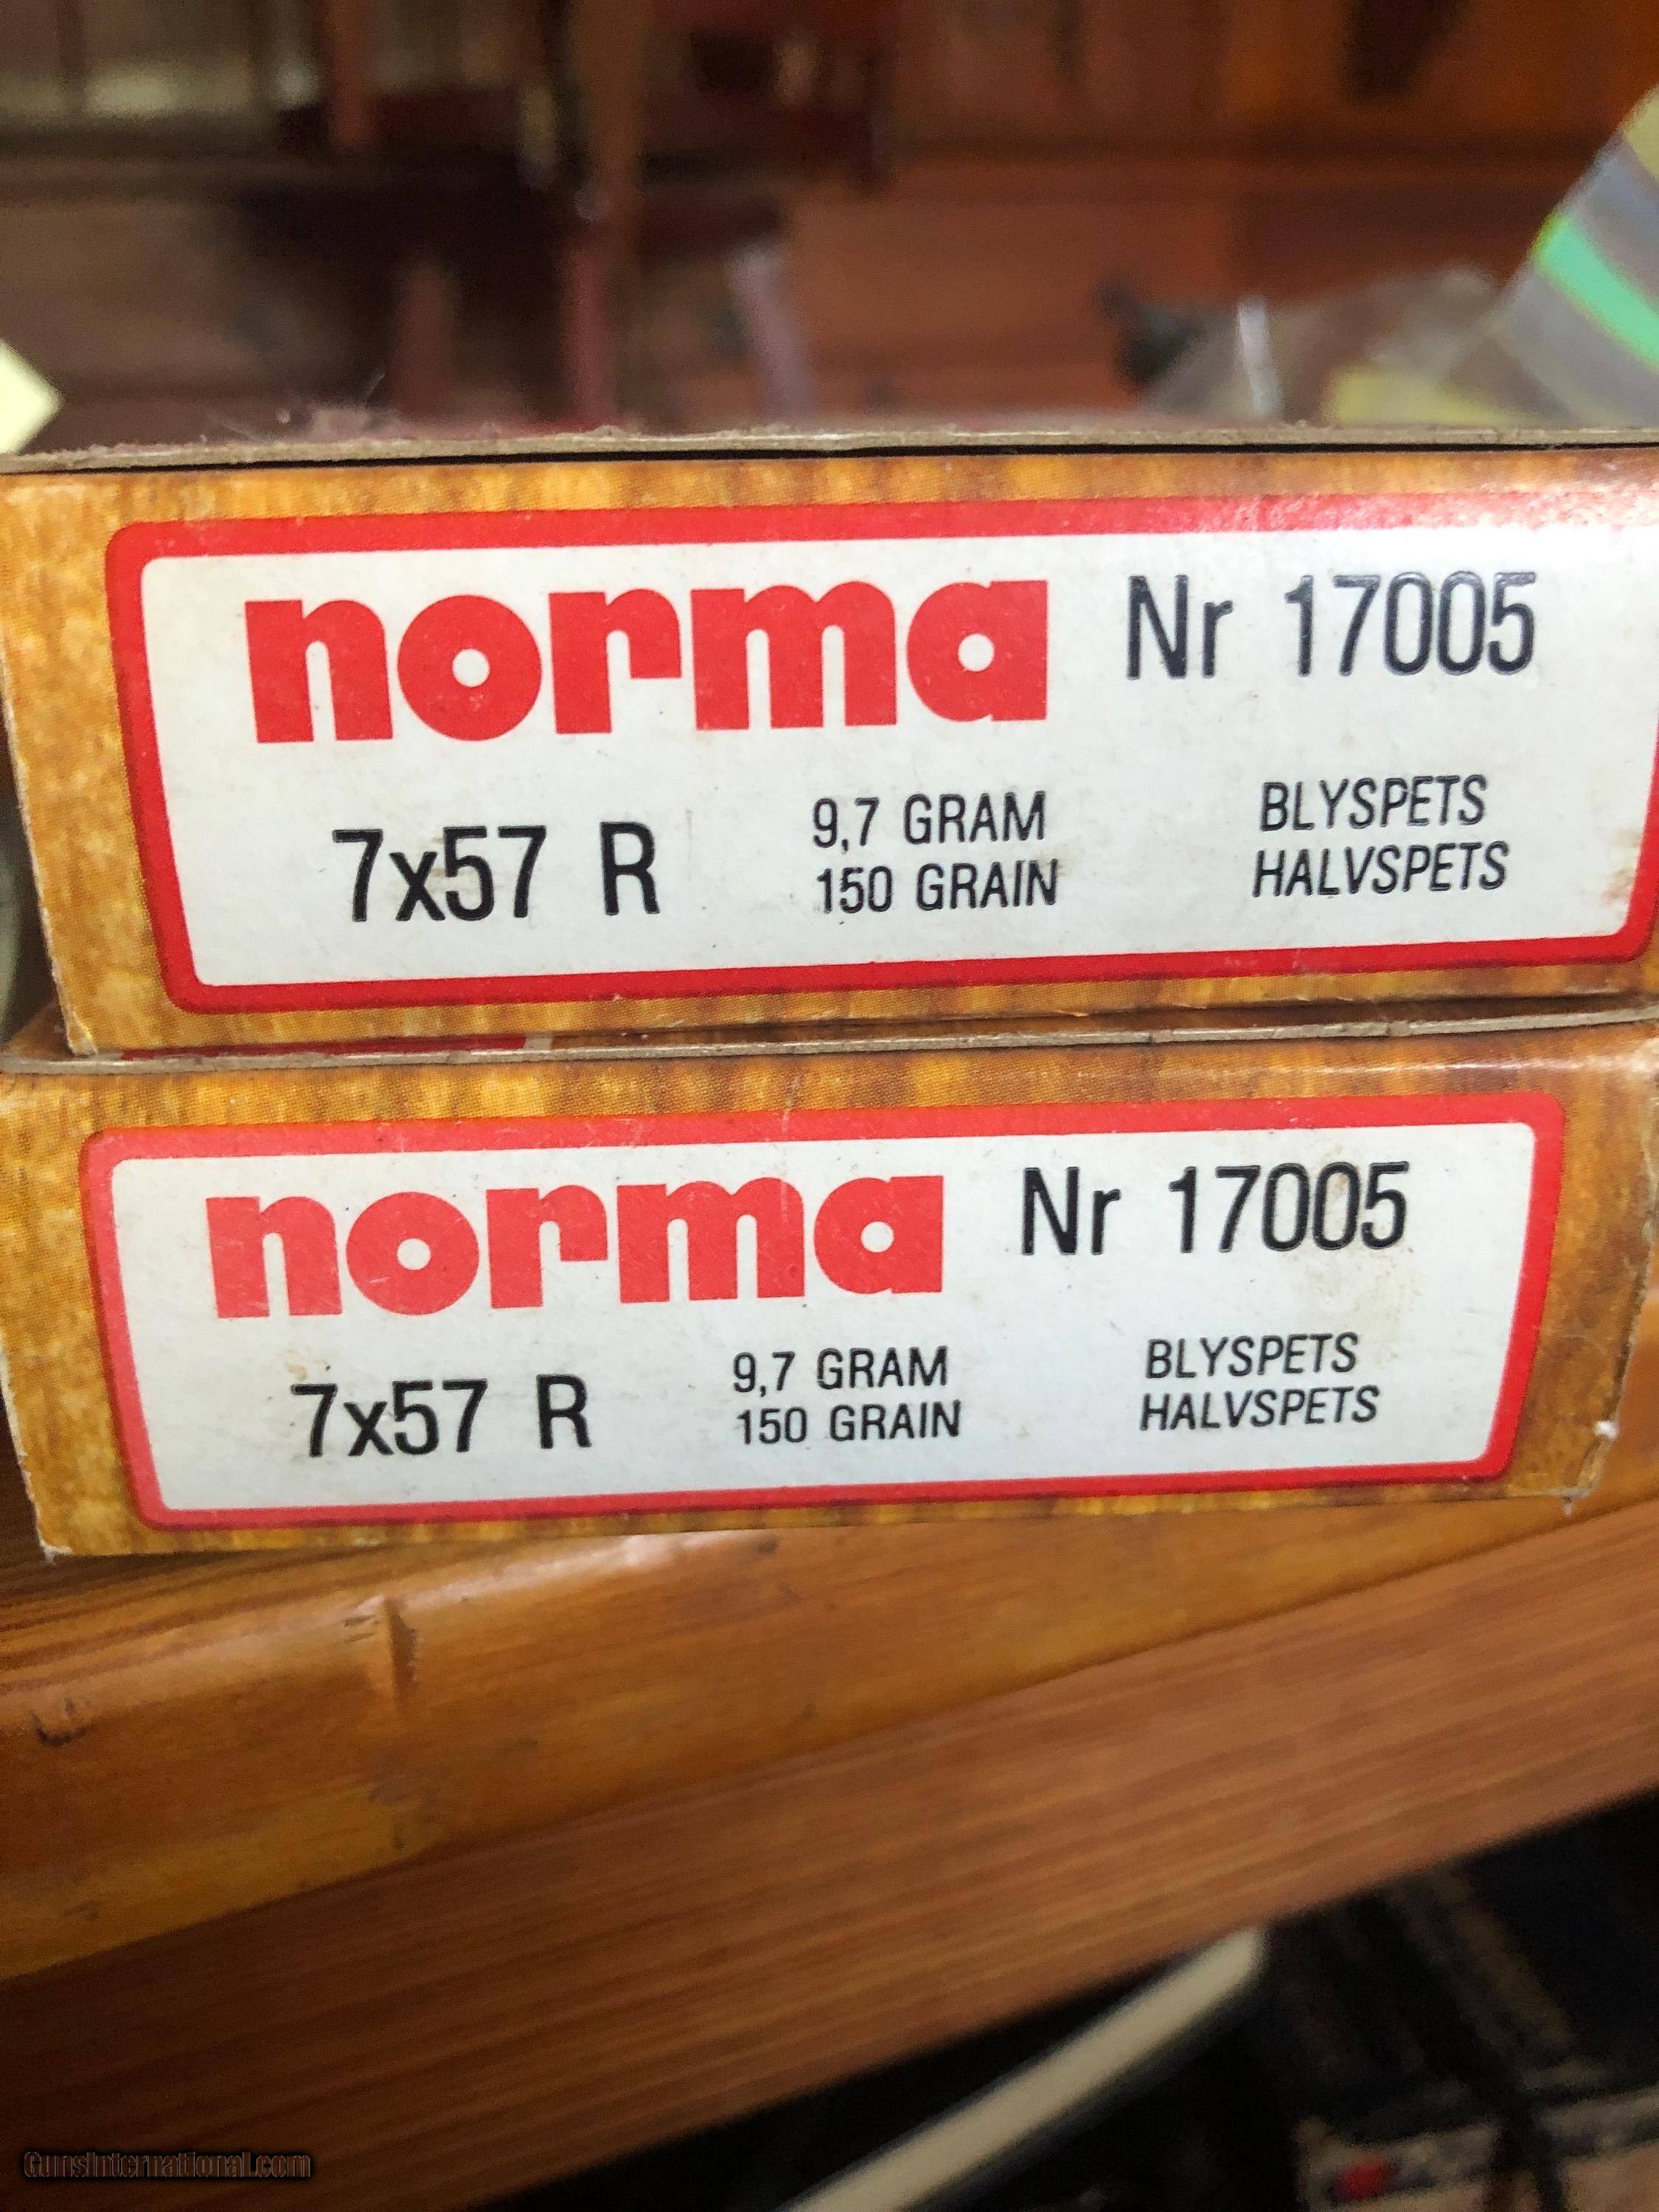 norma Nr 17005
7x57 R 9,7 GRAM BLYSPETS
150 GRAIN HALVSPETS
norma Nr 17005
7x57 R 9,7 GRAM BLYSPETS
150 GRAIN HALVSPETS
GunsInternational.com